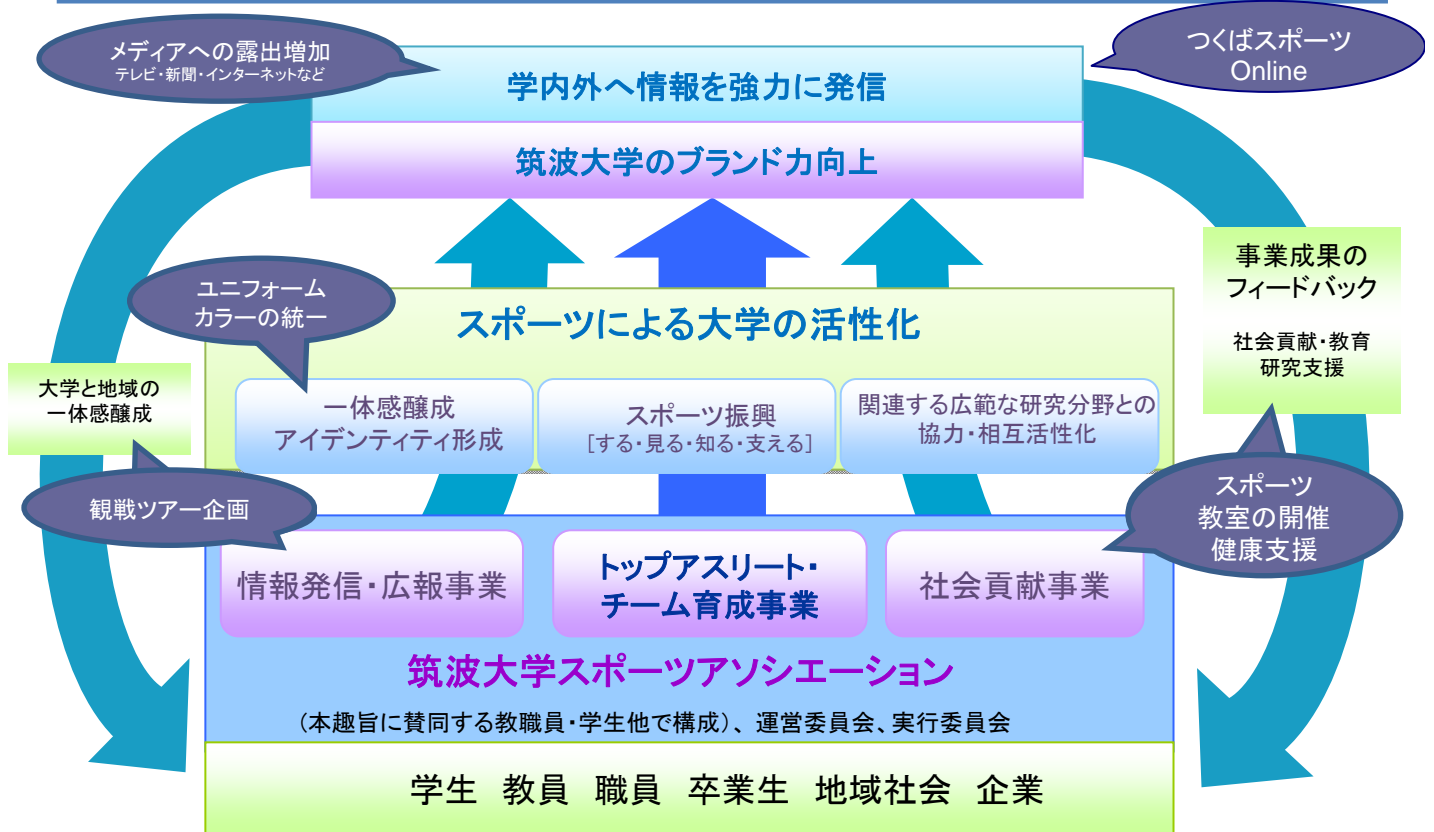 メディアへの露出増加
テレビ・新聞・インターネットなど
つくばスポーツ
Online
学内外へ情報を強力に発信
筑波大学のブランド力向上
ユニフォーム
カラーの統一
スポーツによる大学の活性化
事業成果の
フィードバック
社会貢献・教育
研究支援
大学と地域の
一体感醸成
一体感醸成
アイデンティティ形成
スポーツ振興
[する・見る・知る・支える]
関連する広範な研究分野との
協力・相互活性化
観戦ツアー企画
スポーツ
教室の開催
健康支援
情報発信・広報事業
トップアスリート・
チーム育成事業
社会貢献事業
筑波大学スポーツアソシエーション
（本趣旨に賛同する教職員・学生他で構成）、運営委員会、実行委員会
学生 教員 職員 卒業生 地域社会 企業